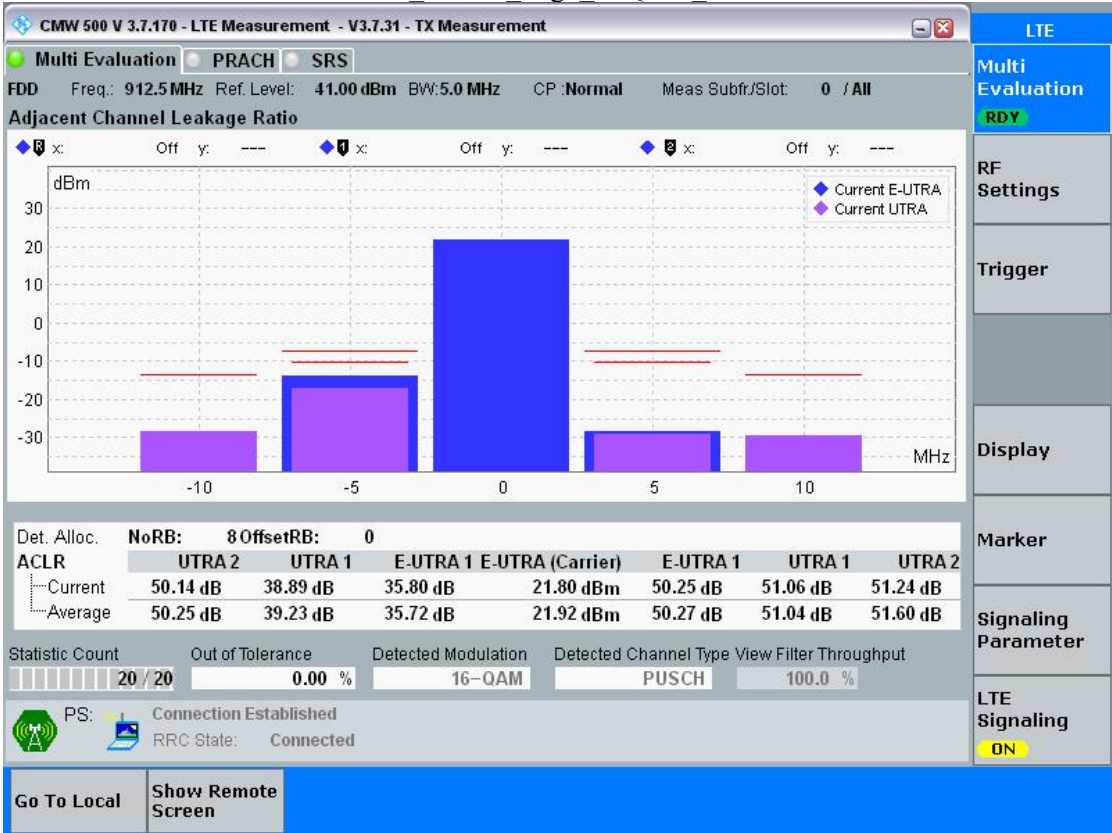 CMW 500 V 3.7.170 - LTE Measurement - V3.7.31 - TX Measurement
LTE
Multi Evaluation PRACH SRS
FDD Freq.: 912.5 MHz Ref. Level: 41.00 dBm BW:5.0 MHz CP :Normal Meas Subfr./Slot: 0 / All
Adjacent Channel Leakage Ratio
R x: Off y: --- 1 x: Off y: --- 2 x: Off y: ---
dBm
Current E-UTRA
Current UTRA
30
20
10
0
-10
-20
-30
MHz
-10 -5 0 5 10
Det. Alloc. NoRB: 8 OffsetRB: 0
ACLR UTRA 2 UTRA 1 E-UTRA 1 E-UTRA (Carrier) E-UTRA 1 UTRA 1 UTRA 2
Current 50.14 dB 38.89 dB 35.80 dB 21.80 dBm 50.25 dB 51.06 dB 51.24 dB
Average 50.25 dB 39.23 dB 35.72 dB 21.92 dBm 50.27 dB 51.04 dB 51.60 dB
Statistic Count Out of Tolerance Detected Modulation Detected Channel Type View Filter Throughput
20 / 20 0.00 % 16-QAM PUSCH 100.0 %
PS: Connection Established
RRC State: Connected
Multi
Evaluation
RDY
RF
Settings
Trigger
Display
Marker
Signaling
Parameter
LTE
Signaling
ON
Go To Local
Show Remote
Screen